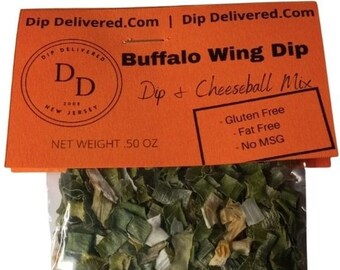 Dip Delivered.Com | Dip Delivered.Com
Buffalo Wing Dip
Dip & Cheeseball Mix
DIP DELIVERED
D
D
2020
NEW JERSEY
- Gluten Free
- Fat Free
- No MSG
NET WEIGHT .50 OZ